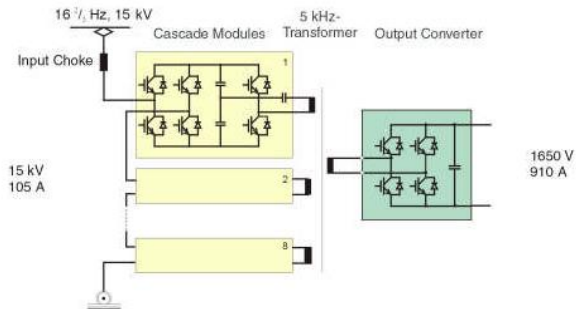 16 2/3 Hz, 15 kV
Cascade Modules
5 kHz-
Transformer
Output Converter
Input Choke
1
15 kV
105 A
2
8
1650 V
910 A